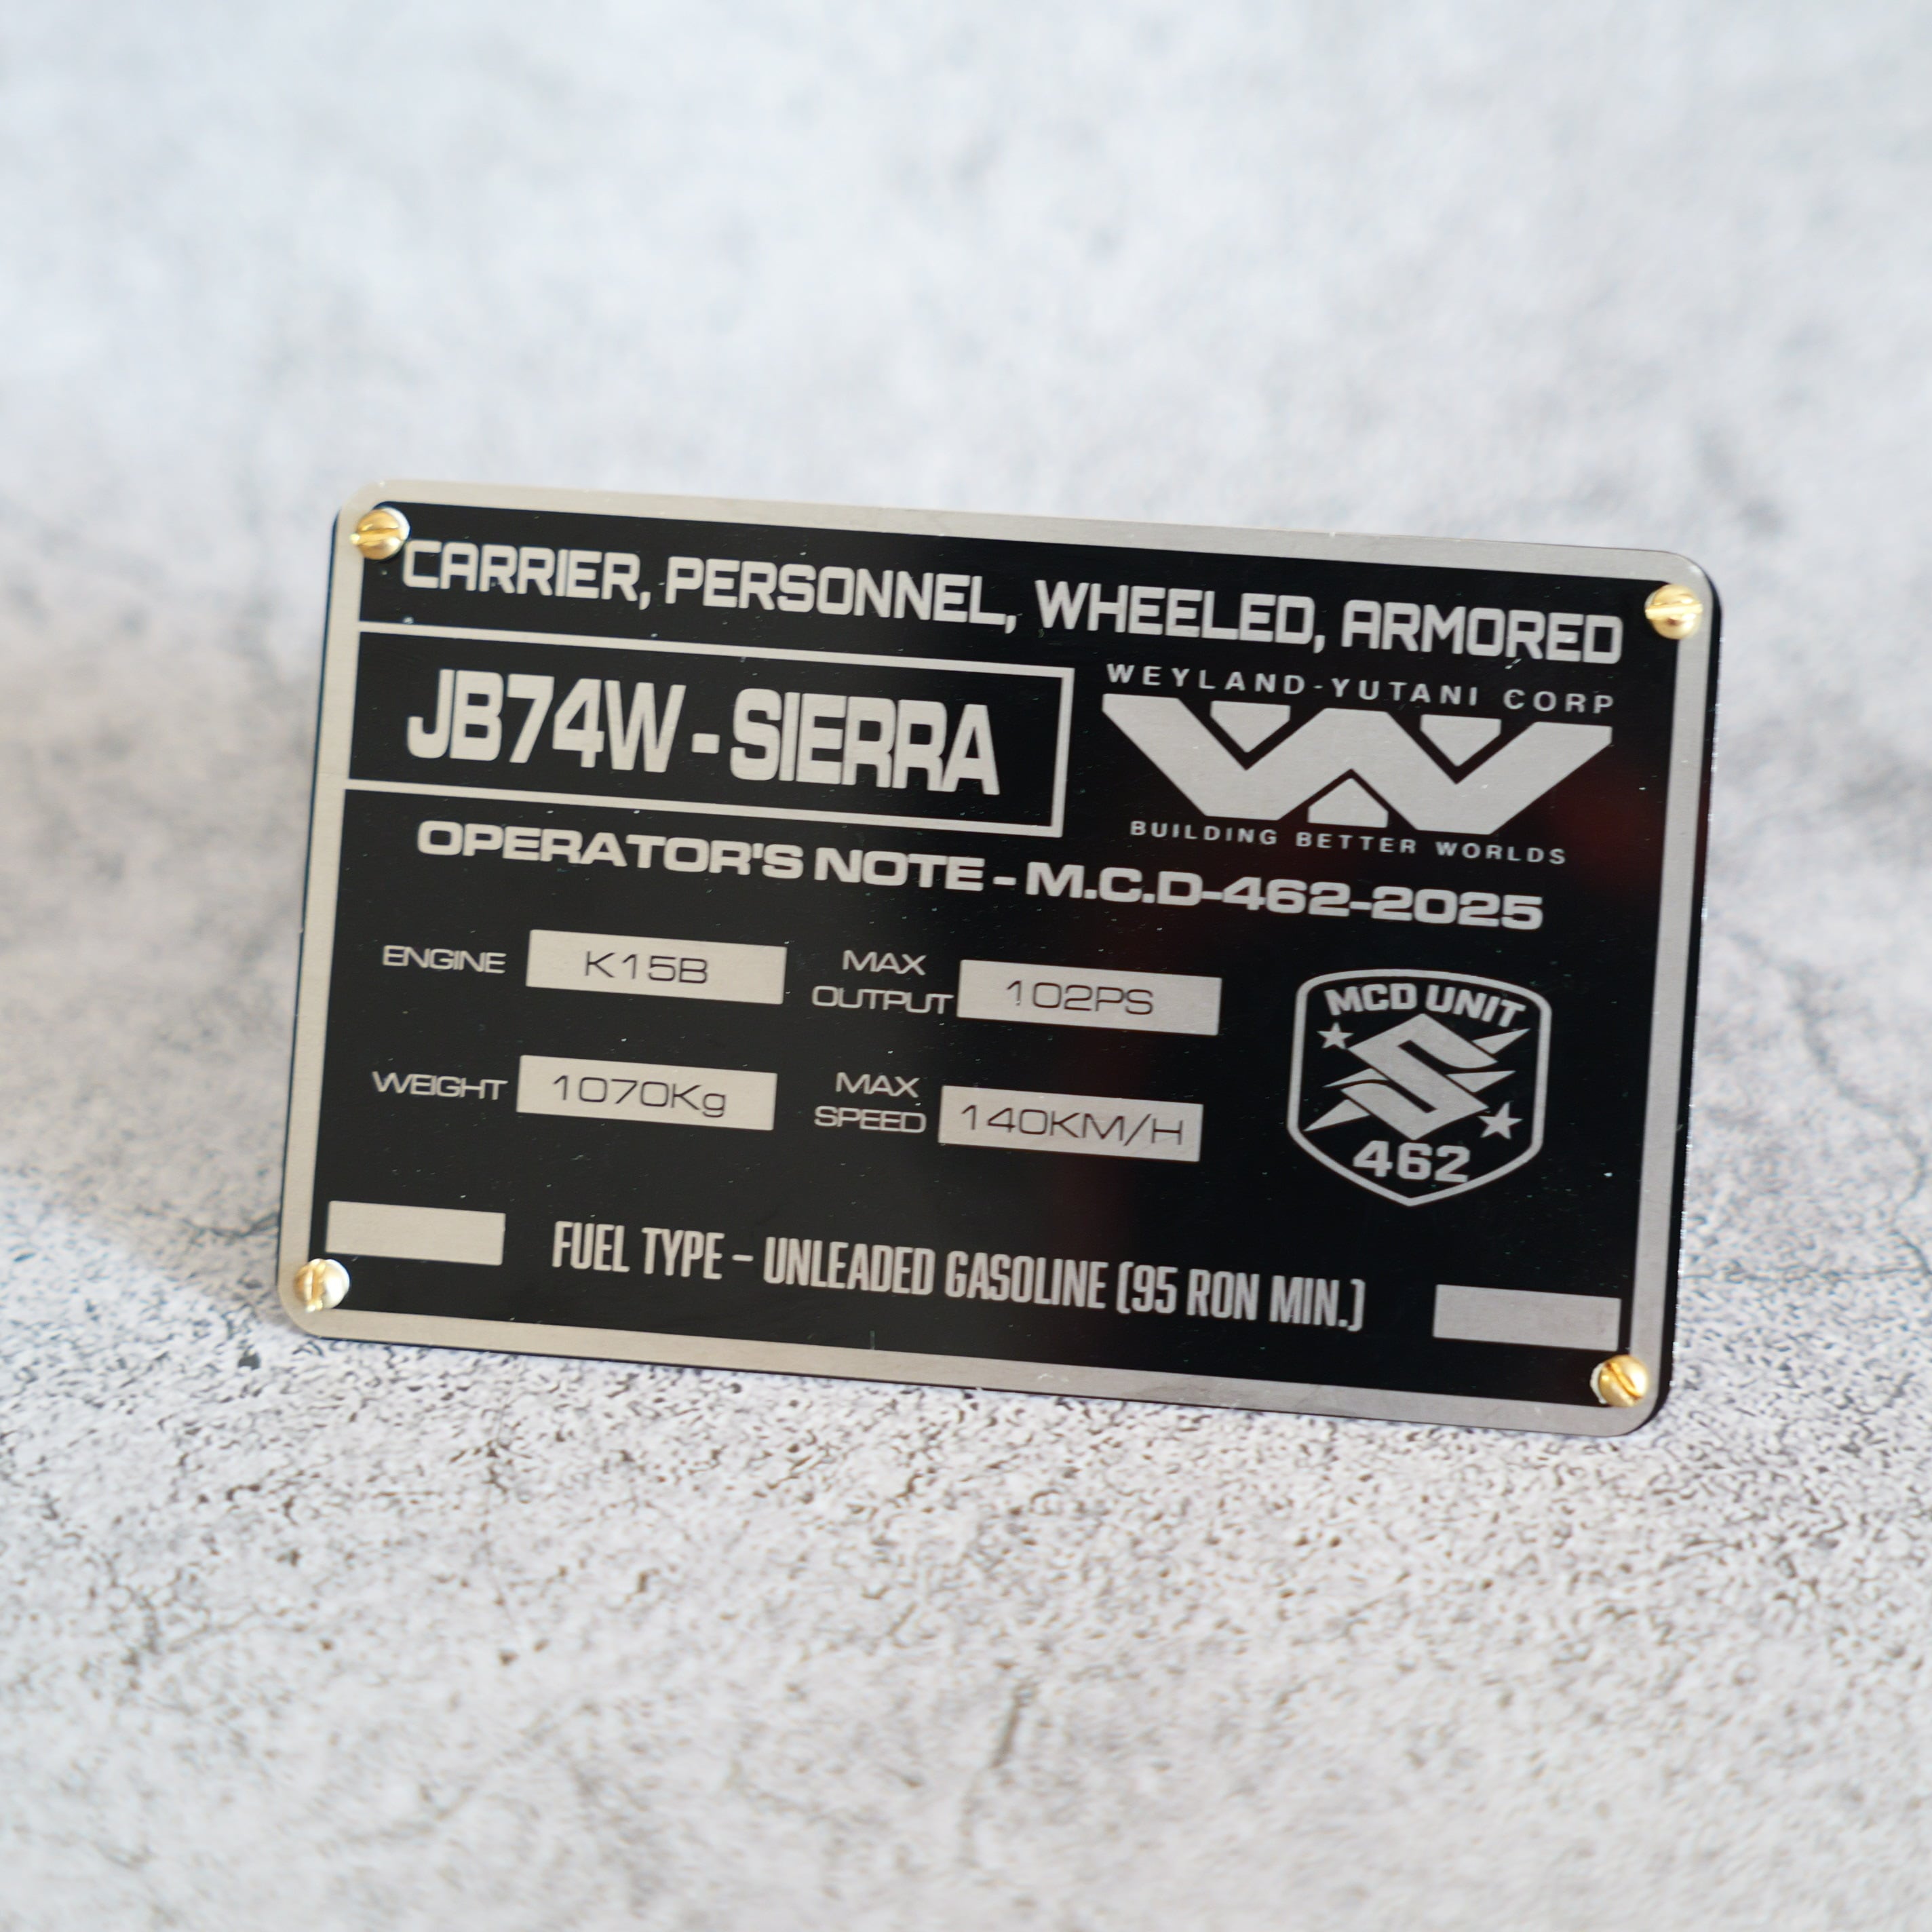 CARRIER, PERSONNEL, WHEELED, ARMORED
JB74W - SIERRA
WEYLAND-YUTANI CORP
BUILDING BETTER WORLDS
OPERATOR'S NOTE - M.C.D-462-2025
ENGINE K15B
MAX OUTPUT 102PS
WEIGHT 1070Kg
MAX SPEED 140KM/H
MCD UNIT
462
FUEL TYPE – UNLEADED GASOLINE (95 RON MIN.)